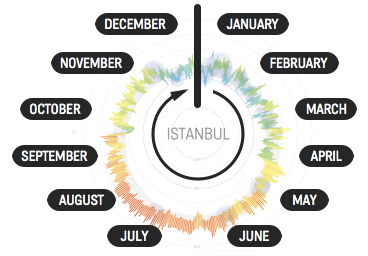 DECEMBER
JANUARY
NOVEMBER
FEBRUARY
OCTOBER
MARCH
ISTANBUL
SEPTEMBER
APRIL
AUGUST
MAY
JULY
JUNE